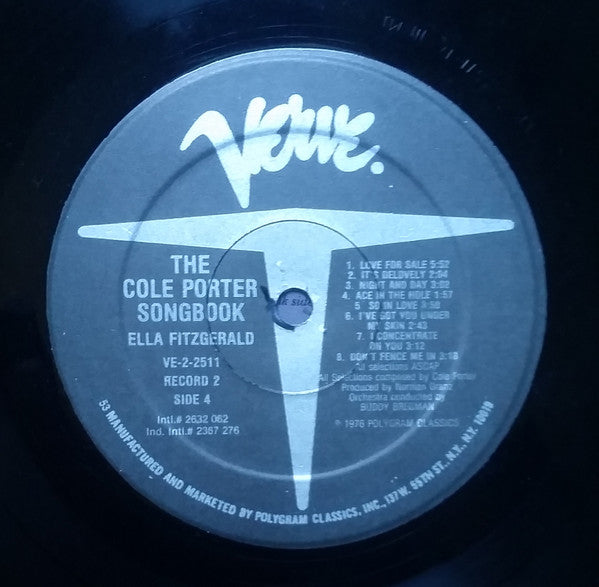 Verve.
THE
COLE PORTER
SONGBOOK
ELLA FITZGERALD
VE-2-2511
RECORD 2
SIDE 4
Intl.# 2632 062
Ind. Intl.# 2367 276
1. LOVE FOR SALE 5:52
2. IT'S DELOVELY 2:04
3. NIGHT AND DAY 3:02
4. ACE IN THE HOLE 1:57
5. SO IN LOVE 3:50
6. I'VE GOT YOU UNDER
MY SKIN 2:43
7. I CONCENTRATE
ON YOU 3:12
8. DON'T FENCE ME IN 3:18
All selections ASCAP
All Selections composed by Cole Porter
Produced by Norman Granz
Orchestra conducted by
BUDDY BREGMAN
℗ 1976 POLYGRAM CLASSICS
53 MANUFACTURED AND MARKETED BY POLYGRAM CLASSICS, INC., 137 W. 55TH ST., N.Y., N.Y. 10019